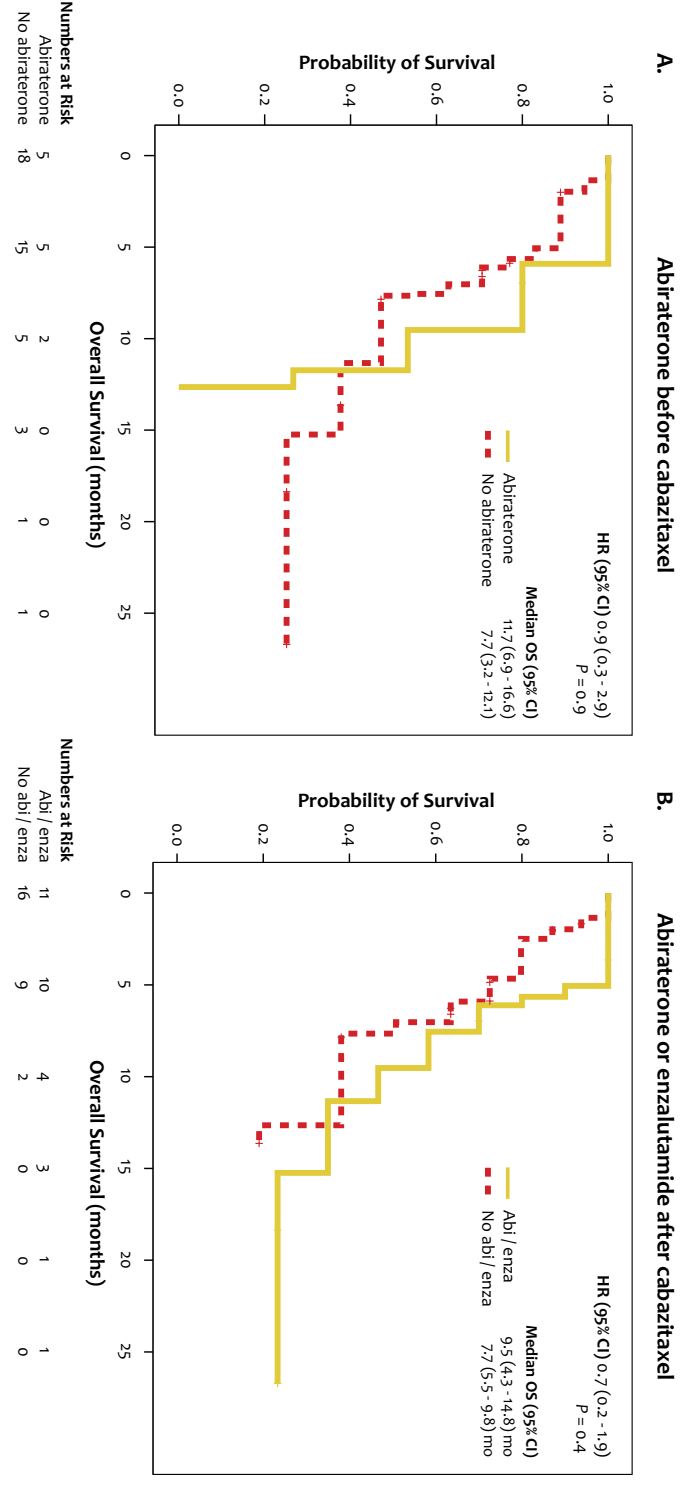 A.
Abiraterone before cabazitaxel
Probability of Survival
1.0
0.8
0.6
0.4
0.2
0.0
HR (95% CI) 0.9 (0.3 - 2.9)
P = 0.9
Median OS (95% CI)
Abiraterone 11.7 (6.9 - 16.6)
No abiraterone 7.7 (3.2 - 12.1)
0 5 10 15 20 25
Overall Survival (months)
Numbers at Risk
Abiraterone 5 5 2 0 0 0
No abiraterone 18 15 5 3 1 1
B.
Abiraterone or enzalutamide after cabazitaxel
Probability of Survival
1.0
0.8
0.6
0.4
0.2
0.0
HR (95% CI) 0.7 (0.2 - 1.9)
P = 0.4
Median OS (95% CI)
Abi / enza 9.5 (4.3 - 14.8) mo
No abi / enza 7.7 (5.5 - 9.8) mo
0 5 10 15 20 25
Overall Survival (months)
Numbers at Risk
Abi / enza 11 10 4 3 1 1
No abi / enza 16 9 2 0 0 0